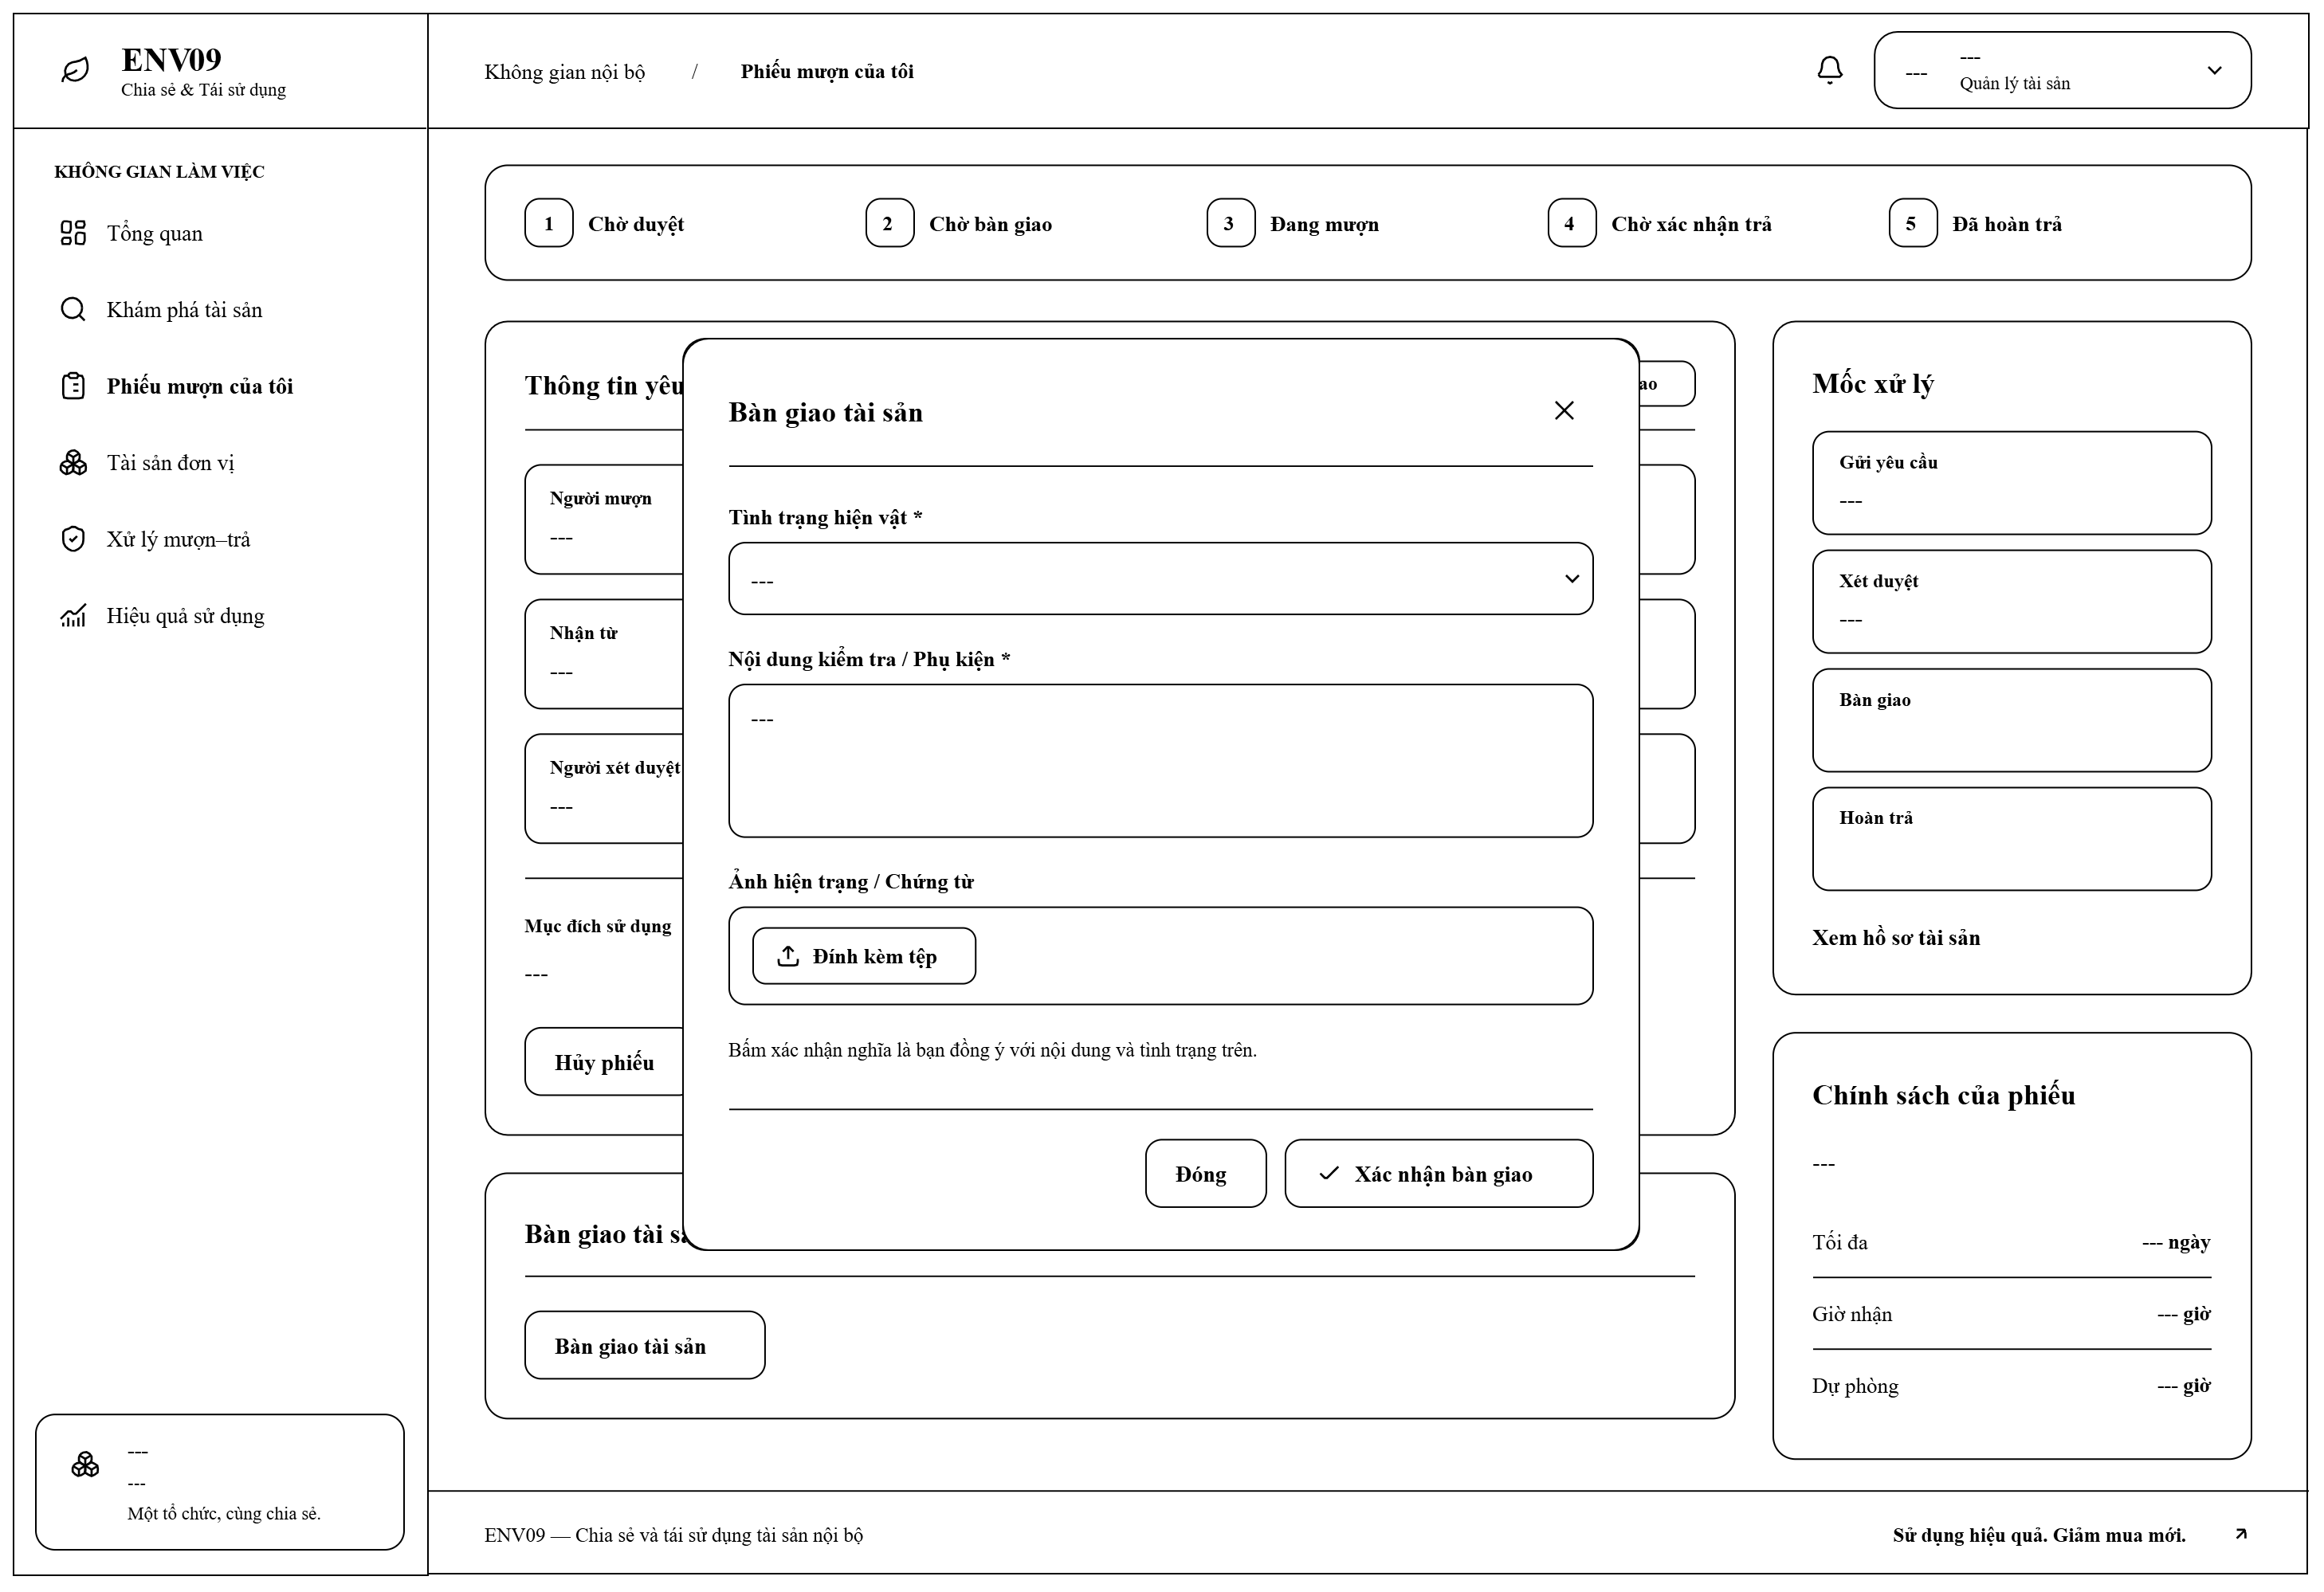 ENV09
Chia sẻ & Tái sử dụng
Không gian nội bộ / Phiếu mượn của tôi
---
---
Quản lý tài sản
KHÔNG GIAN LÀM VIỆC
Tổng quan
Khám phá tài sản
Phiếu mượn của tôi
Tài sản đơn vị
Xử lý mượn–trả
Hiệu quả sử dụng
---
---
Một tổ chức, cùng chia sẻ.
1 Chờ duyệt
2 Chờ bàn giao
3 Đang mượn
4 Chờ xác nhận trả
5 Đã hoàn trả
Thông tin yêu
ao
Người mượn
---
Nhận từ
---
Người xét duyệt
---
Mục đích sử dụng
---
Hủy phiếu
Bàn giao tài sản
Tình trạng hiện vật *
---
Nội dung kiểm tra / Phụ kiện *
---
Ảnh hiện trạng / Chứng từ
Đính kèm tệp
Bấm xác nhận nghĩa là bạn đồng ý với nội dung và tình trạng trên.
Đóng
Xác nhận bàn giao
Bàn giao tài sả
Bàn giao tài sản
Mốc xử lý
Gửi yêu cầu
---
Xét duyệt
---
Bàn giao
Hoàn trả
Xem hồ sơ tài sản
Chính sách của phiếu
---
Tối đa --- ngày
Giờ nhận --- giờ
Dự phòng --- giờ
ENV09 — Chia sẻ và tái sử dụng tài sản nội bộ
Sử dụng hiệu quả. Giảm mua mới.